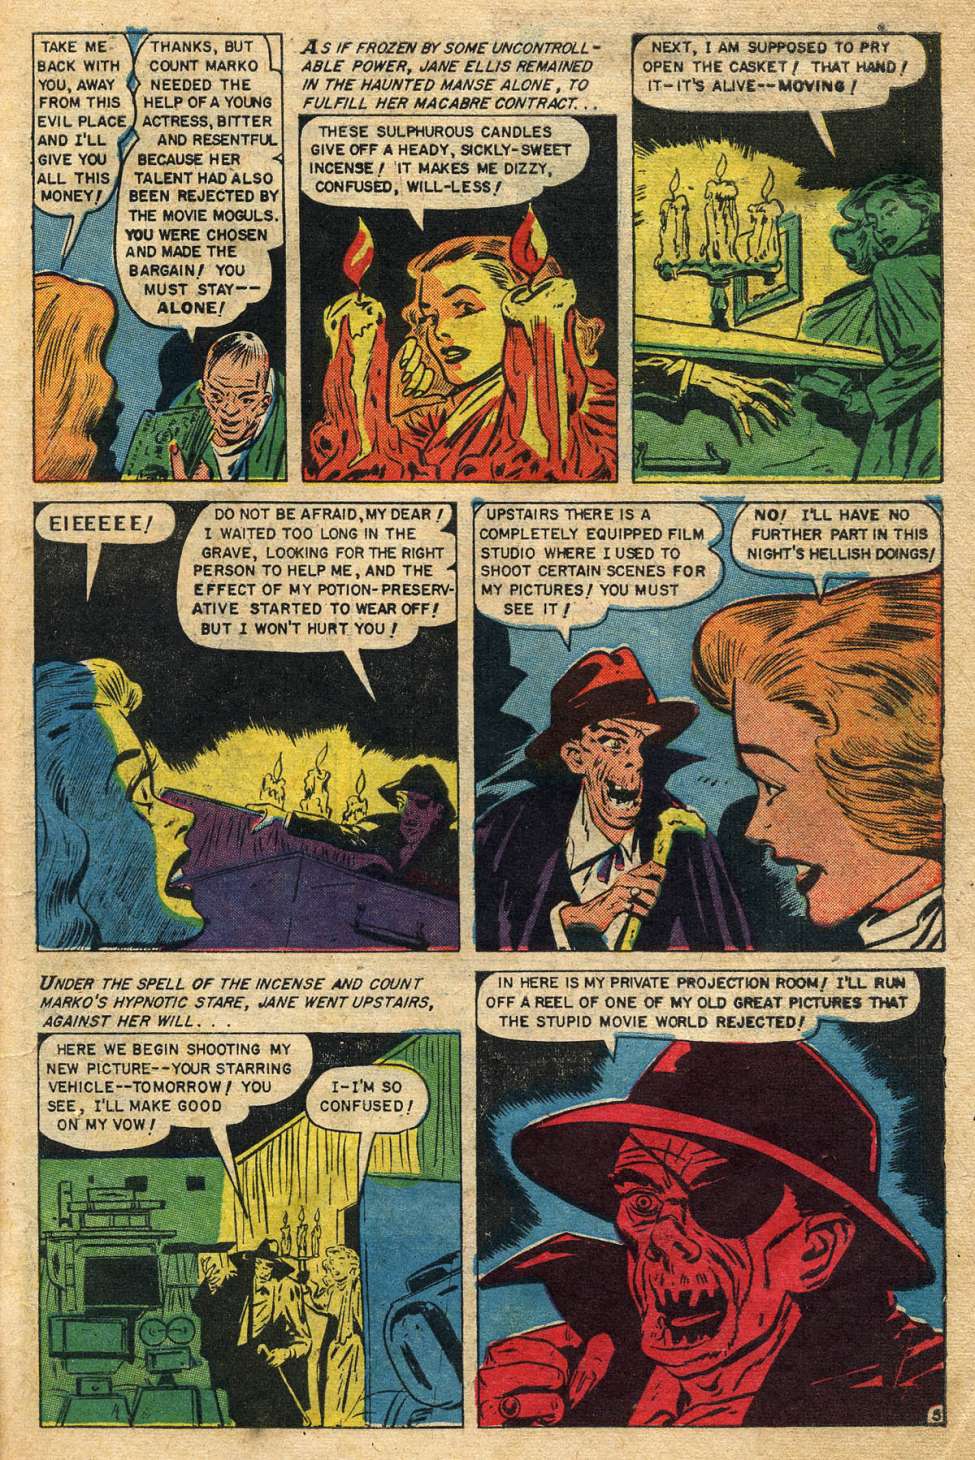 TAKE ME
BACK WITH
YOU, AWAY
FROM THIS
EVIL PLACE
AND I'LL
GIVE YOU
ALL THIS
MONEY!
THANKS, BUT
COUNT MARKO
NEEDED THE
HELP OF A YOUNG
ACTRESS, BITTER
AND RESENTFUL
BECAUSE HER
TALENT HAD ALSO
BEEN REJECTED BY
THE MOVIE MOGULS.
YOU WERE CHOSEN
AND MADE THE
BARGAIN! YOU
MUST STAY--
ALONE!
AS IF FROZEN BY SOME UNCONTROLL-
ABLE POWER, JANE ELLIS REMAINED
IN THE HAUNTED MANSE ALONE, TO
FULFILL HER MACABRE CONTRACT...
THESE SULPHUROUS CANDLES
GIVE OFF A HEADY, SICKLY-SWEET
INCENSE! IT MAKES ME DIZZY,
CONFUSED, WILL-LESS!
NEXT, I AM SUPPOSED TO PRY
OPEN THE CASKET! THAT HAND!
IT-IT'S ALIVE--MOVING!
EIEEEEE!
DO NOT BE AFRAID, MY DEAR!
I WAITED TOO LONG IN THE
GRAVE, LOOKING FOR THE RIGHT
PERSON TO HELP ME, AND THE
EFFECT OF MY POTION-PRESERV-
ATIVE STARTED TO WEAR OFF!
BUT I WON'T HURT YOU!
UPSTAIRS THERE IS A
COMPLETELY EQUIPPED FILM
STUDIO WHERE I USED TO
SHOOT CERTAIN SCENES FOR
MY PICTURES! YOU MUST
SEE IT!
NO! I'LL HAVE NO
FURTHER PART IN THIS
NIGHT'S HELLISH DOINGS!
UNDER THE SPELL OF THE INCENSE AND COUNT
MARKO'S HYPNOTIC STARE, JANE WENT UPSTAIRS,
AGAINST HER WILL...
HERE WE BEGIN SHOOTING MY
NEW PICTURE--YOUR STARRING
VEHICLE--TOMORROW! YOU
SEE, I'LL MAKE GOOD
ON MY VOW!
I-I'M SO
CONFUSED!
IN HERE IS MY PRIVATE PROJECTION ROOM! I'LL RUN
OFF A REEL OF ONE OF MY OLD GREAT PICTURES THAT
THE STUPID MOVIE WORLD REJECTED!
5